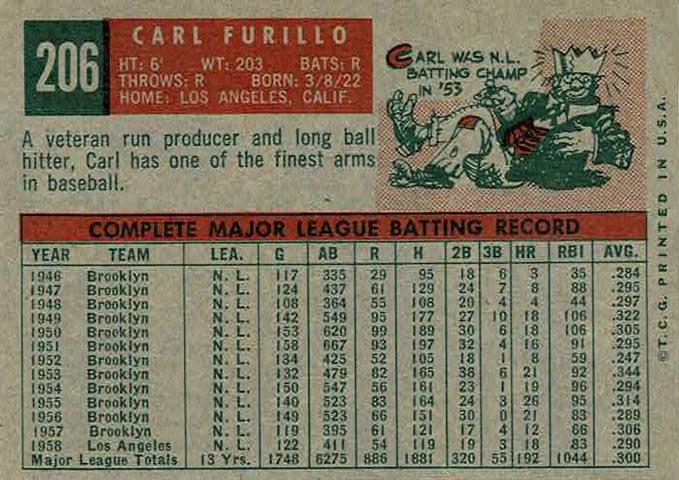 206
CARL FURILLO
HT: 6' WT: 203 BATS: R
THROWS: R BORN: 3/8/22
HOME: LOS ANGELES, CALIF.
CARL WAS N.L.
BATTING CHAMP
IN '53
A veteran run producer and long ball
hitter, Carl has one of the finest arms
in baseball.
COMPLETE MAJOR LEAGUE BATTING RECORD
YEAR TEAM LEA. G AB R H 2B 3B HR RBI AVG.
1946 Brooklyn N. L. 117 335 29 95 18 6 3 35 .284
1947 Brooklyn N. L. 124 437 61 129 24 7 8 88 .295
1948 Brooklyn N. L. 108 364 55 108 20 4 4 44 .297
1949 Brooklyn N. L. 142 549 95 177 27 10 18 106 .322
1950 Brooklyn N. L. 153 620 99 189 30 6 18 106 .305
1951 Brooklyn N. L. 158 667 93 197 32 4 16 91 .295
1952 Brooklyn N. L. 134 425 52 105 18 1 8 59 .247
1953 Brooklyn N. L. 132 479 82 165 38 6 21 92 .344
1954 Brooklyn N. L. 150 547 56 161 23 1 19 96 .294
1955 Brooklyn N. L. 140 523 83 164 24 3 26 95 .314
1956 Brooklyn N. L. 149 523 66 151 30 0 21 83 .289
1957 Brooklyn N. L. 119 395 61 121 17 4 12 66 .306
1958 Los Angeles N. L. 122 411 54 119 19 3 18 83 .290
Major League Totals 13 Yrs. 1748 6275 886 1881 320 55 192 1044 .300
©T.C.G. PRINTED IN U.S.A.